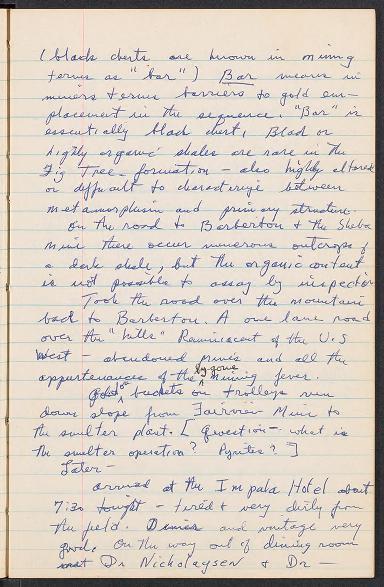 (black cherts are known in mining
terms as "bar") Bar means in
miners terms barriers to gold em-
placement in the sequence. "Bar" is
essentially black chert, Black or
highly organic shales are rare in the
Fig Tree formation – also highly altered
or difficult to characterize between
metamorphism and primary structure.
On the road to Barberton & the Sheba
mine there occur numerous outcrops of
a dark shale, but the organic content
is not possible to assay by inspection
Took the road over the mountain
back to Barberton. A one lane road
over the "hills" Reminiscent of the U.S
West – abandoned mines and all the
appurtenances of the by-gone mining fever.
Gold ore buckets on trolleys run
down slope from Fairview Mine to
the smelter plant. [Question – what is
the smelter operation? Pyrites?]
Later –
arrived at the Impala Hotel about
7:30 tonight – tired & very dirty from
the field. Dinner and vintage very
good. On the way out of dining room
met Dr Nicholaysen & Dr –